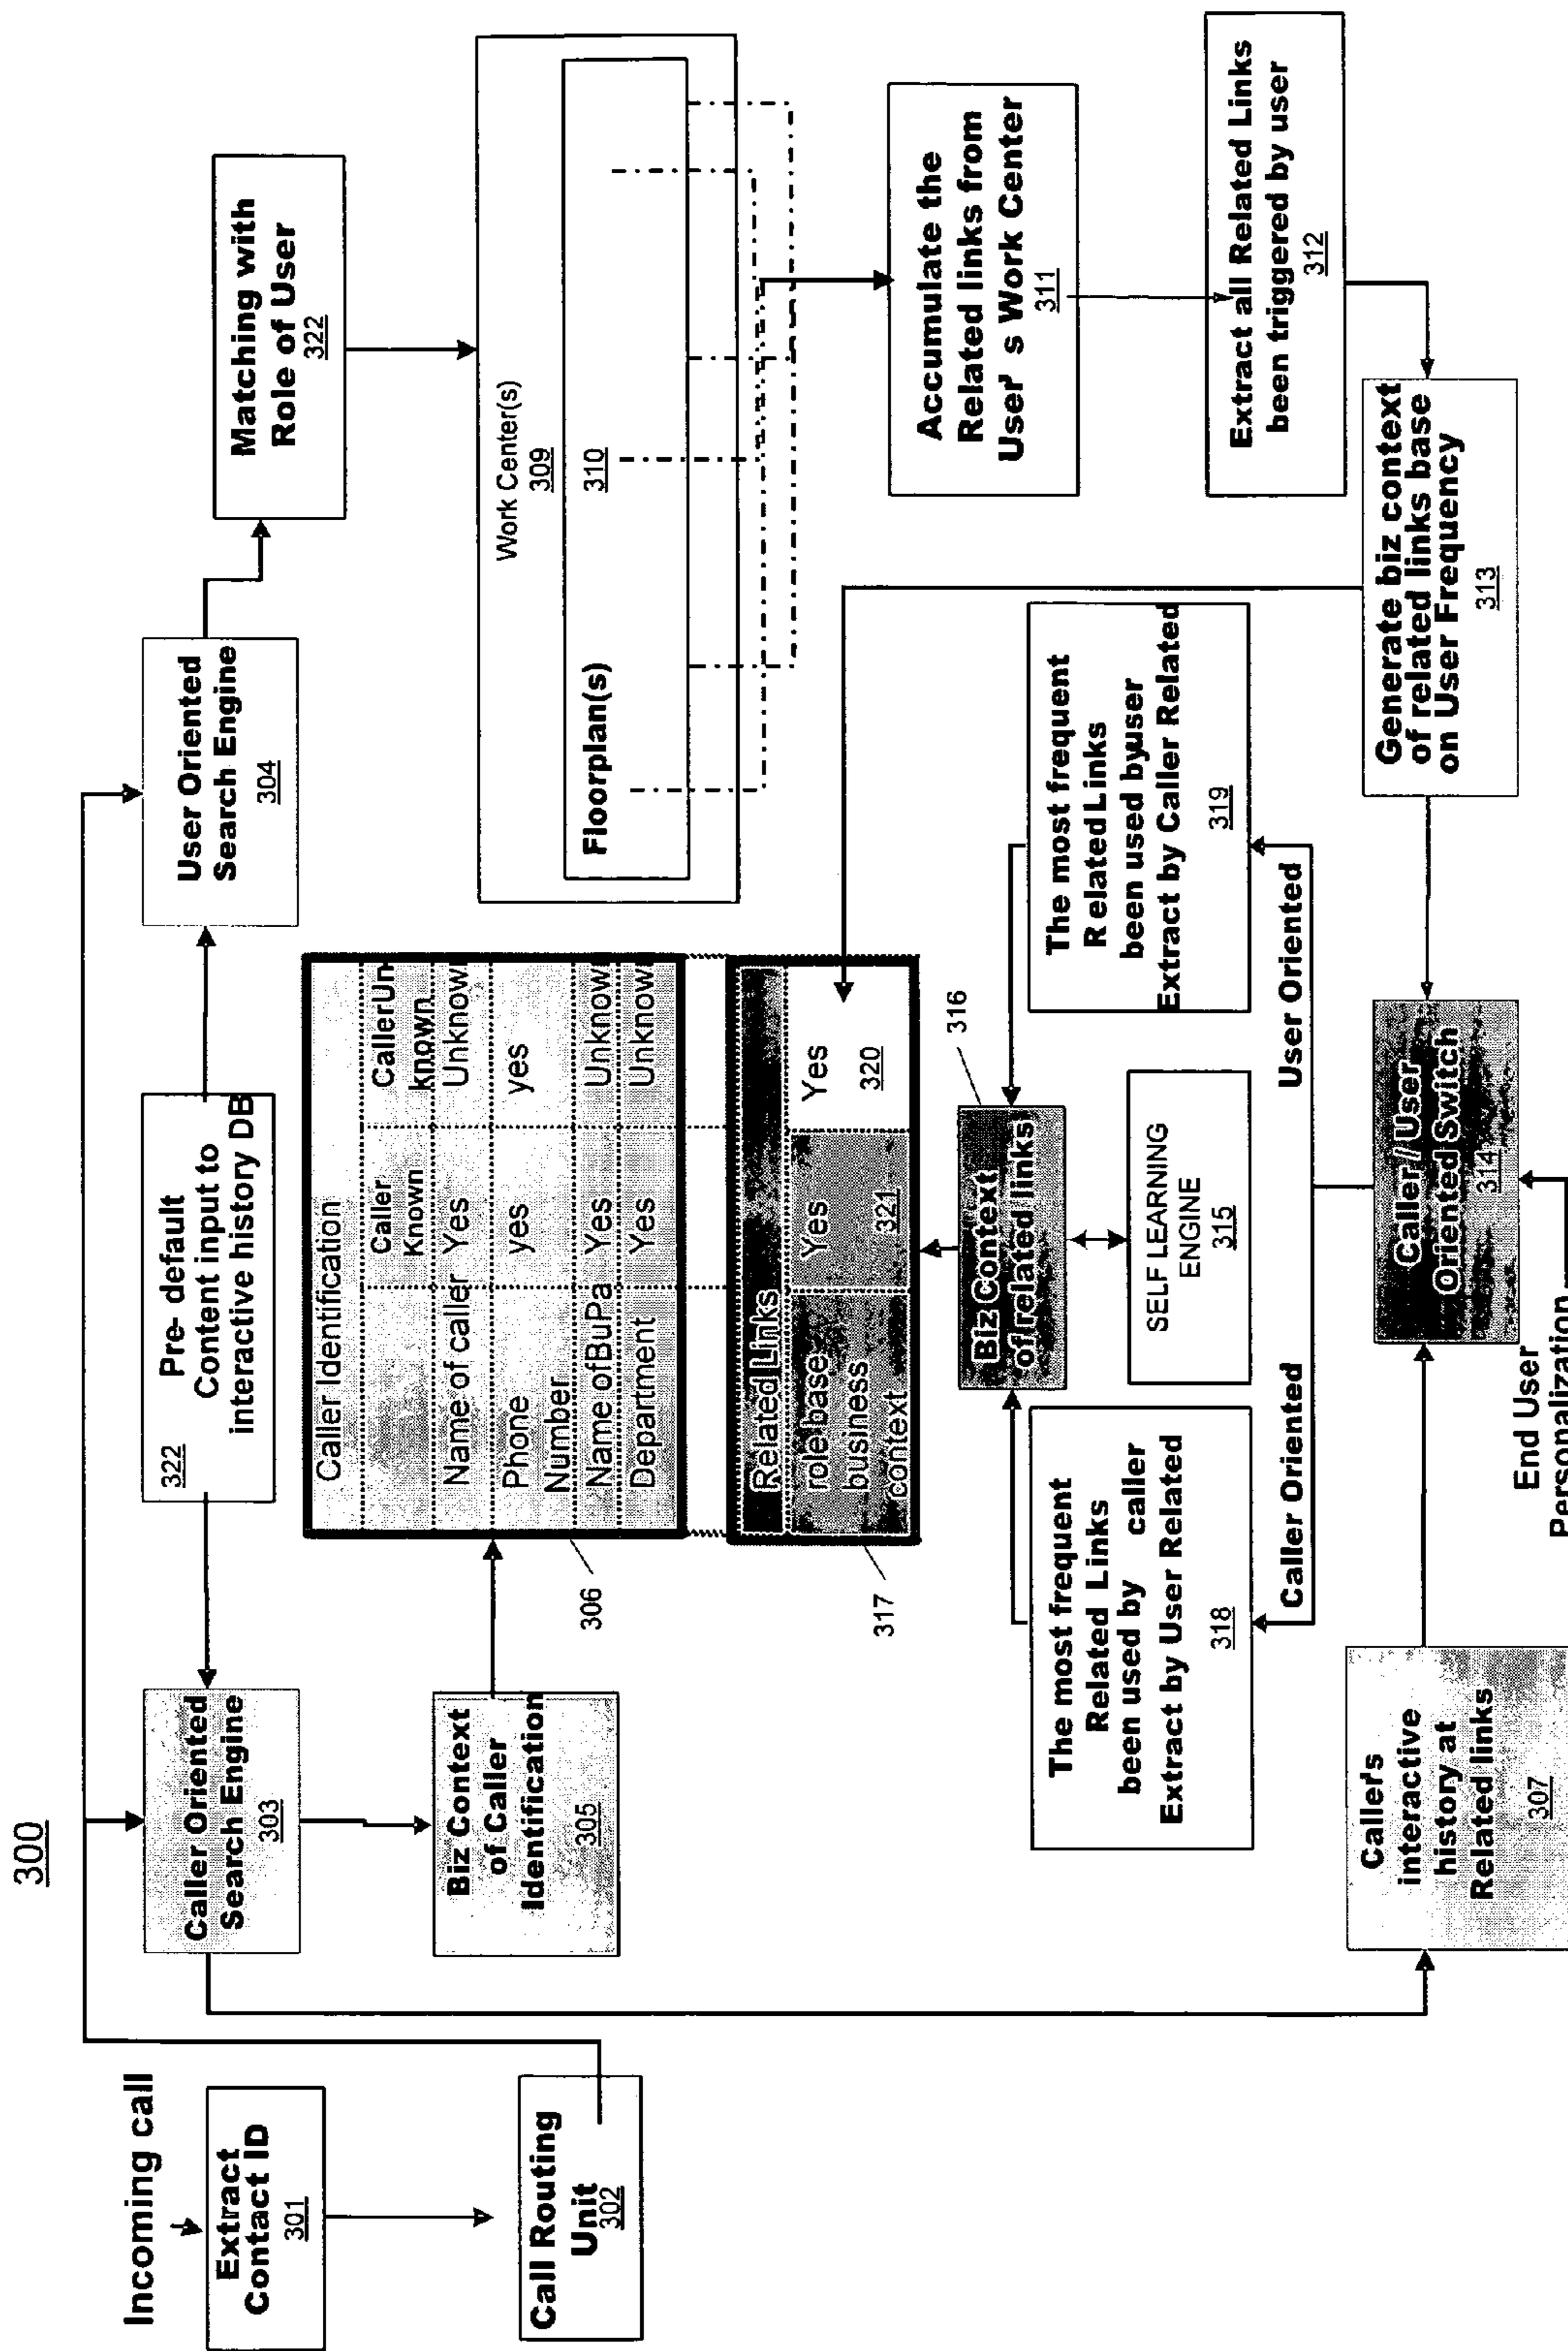 300
Incoming call
Extract
Contact ID
301
Call Routing
Unit
302
Caller Oriented
Search Engine
303
Pre- default
Content input to
interactive history DB
322
User Oriented
Search Engine
304
Matching with
Role of User
322
Biz Context
of Caller
Identification
305
Caller Identification
Caller
Known
CallerUn
known
Name of caller
Yes
Unknow
Phone
Number
yes
yes
Name ofBuPa
Yes
Unknow
Department
Yes
Unknow
306
Related Links
role base
business
context
Yes
321
Yes
320
317
Work Center(s)
309
Floorplan(s)
310
Accumulate the
Related links from
User' s Work Center
311
Extract all Related Links
been triggered by user
312
Generate biz context
of related links base
on User Frequency
313
Biz Context
Ofrelated links
316
SELF LEARNING
ENGINE
315
The most frequent
Related Links
been used by caller
Extract by User Related
318
The most frequent
Related Links
been used byuser
Extract by Caller Related
319
Caller Oriented
User Oriented
Caller's
interactive
history at
Related links
307
Caller / User
Oriented Switch
314
End User
Personalization